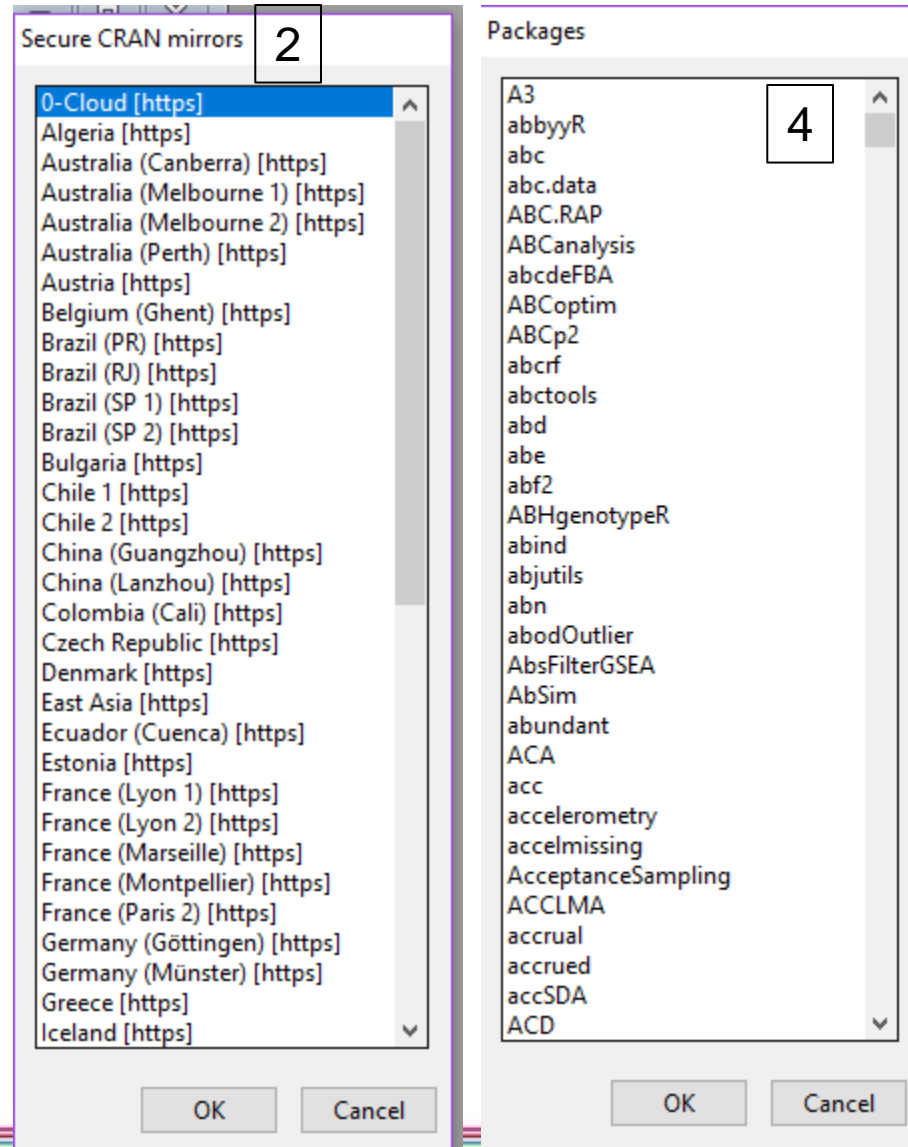 Secure CRAN mirrors
2
0-Cloud [https]
Algeria [https]
Australia (Canberra) [https]
Australia (Melbourne 1) [https]
Australia (Melbourne 2) [https]
Australia (Perth) [https]
Austria [https]
Belgium (Ghent) [https]
Brazil (PR) [https]
Brazil (RJ) [https]
Brazil (SP 1) [https]
Brazil (SP 2) [https]
Bulgaria [https]
Chile 1 [https]
Chile 2 [https]
China (Guangzhou) [https]
China (Lanzhou) [https]
Colombia (Cali) [https]
Czech Republic [https]
Denmark [https]
East Asia [https]
Ecuador (Cuenca) [https]
Estonia [https]
France (Lyon 1) [https]
France (Lyon 2) [https]
France (Marseille) [https]
France (Montpellier) [https]
France (Paris 2) [https]
Germany (Göttingen) [https]
Germany (Münster) [https]
Greece [https]
Iceland [https]
OK
Cancel
Packages
4
A3
abbyyR
abc
abc.data
ABC.RAP
ABCanalysis
abcdeFBA
ABCoptim
ABCp2
abcrf
abctools
abd
abe
abf2
ABHgenotypeR
abind
abjutils
abn
abodOutlier
AbsFilterGSEA
AbSim
abundant
ACA
acc
accelerometry
accelmissing
AcceptanceSampling
ACCLMA
accrual
accrued
accSDA
ACD
OK
Cancel